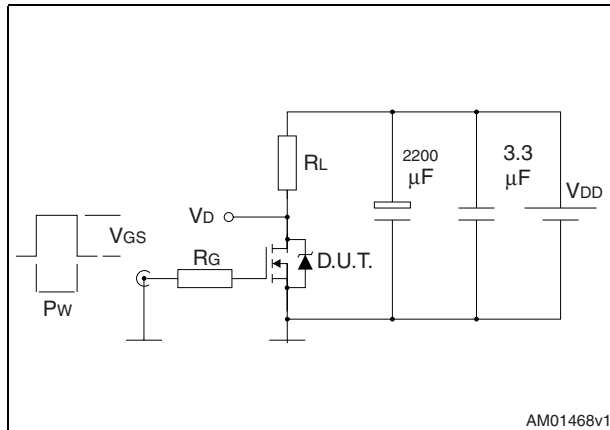 RL
2200
μF
3.3
μF
VDD
VD
VGS
RG
D.U.T.
PW
AM01468v1